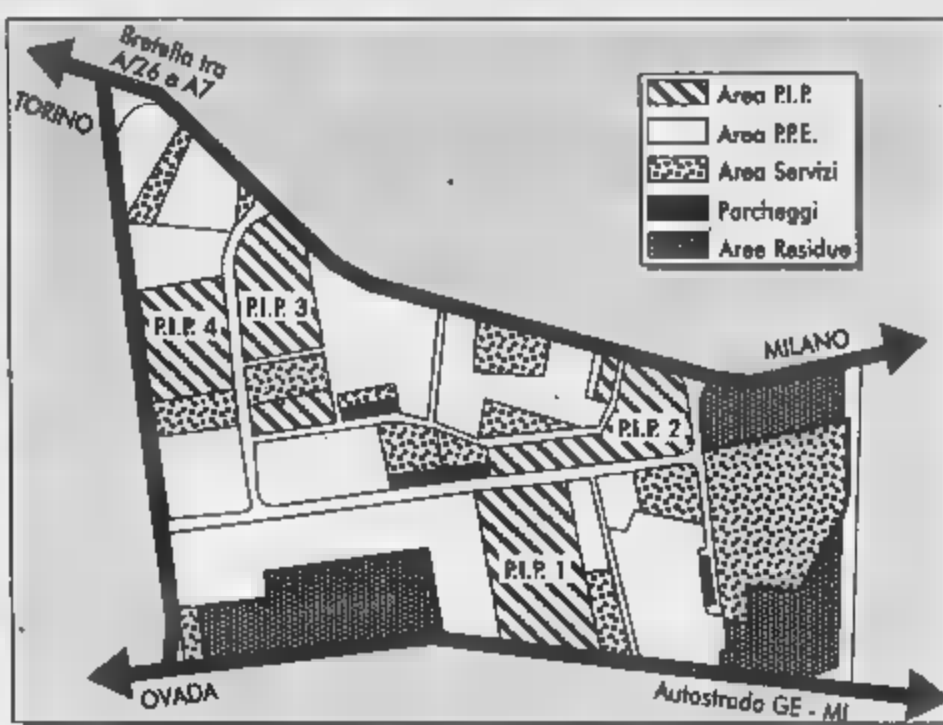 Bretella tra
A/26 e A7
TORINO
Area P.I.P.
Area P.P.E.
Area Servizi
Parcheggi
Aree Residue
P.I.P. 3
P.I.P. 4
MILANO
P.I.P. 2
P.I.P. 1
OVADA
Autostrada GE - MI